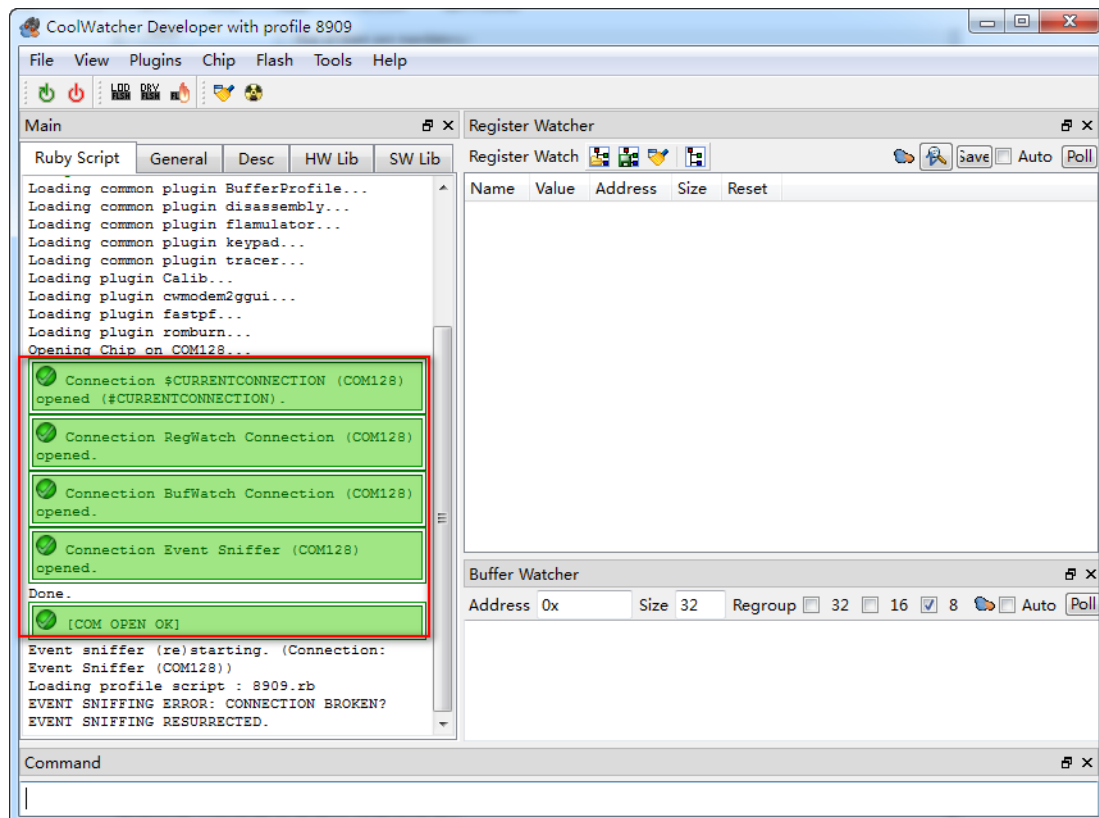 CoolWatcher Developer with profile 8909
File View Plugins Chip Flash Tools Help
LOD FLSH DRV FLSH FL
Main
Ruby Script General Desc HW Lib SW Lib
Loading common plugin BufferProfile...
Loading common plugin disassembly...
Loading common plugin flamulator...
Loading common plugin keypad...
Loading common plugin tracer...
Loading plugin Calib...
Loading plugin cwmodem2ggui...
Loading plugin fastpf...
Loading plugin romburn...
Opening Chip on COM128...
Connection $CURRENTCONNECTION (COM128)
opened (#CURRENTCONNECTION).
Connection RegWatch Connection (COM128)
opened.
Connection BufWatch Connection (COM128)
opened.
Connection Event Sniffer (COM128)
opened.
Done.
[COM OPEN OK]
Event sniffer (re)starting. (Connection:
Event Sniffer (COM128))
Loading profile script : 8909.rb
EVENT SNIFFING ERROR: CONNECTION BROKEN?
EVENT SNIFFING RESURRECTED.
Register Watcher
Register Watch Save Auto Poll
Name Value Address Size Reset
Buffer Watcher
Address 0x Size 32 Regroup 32 16 8 Auto Poll
Command